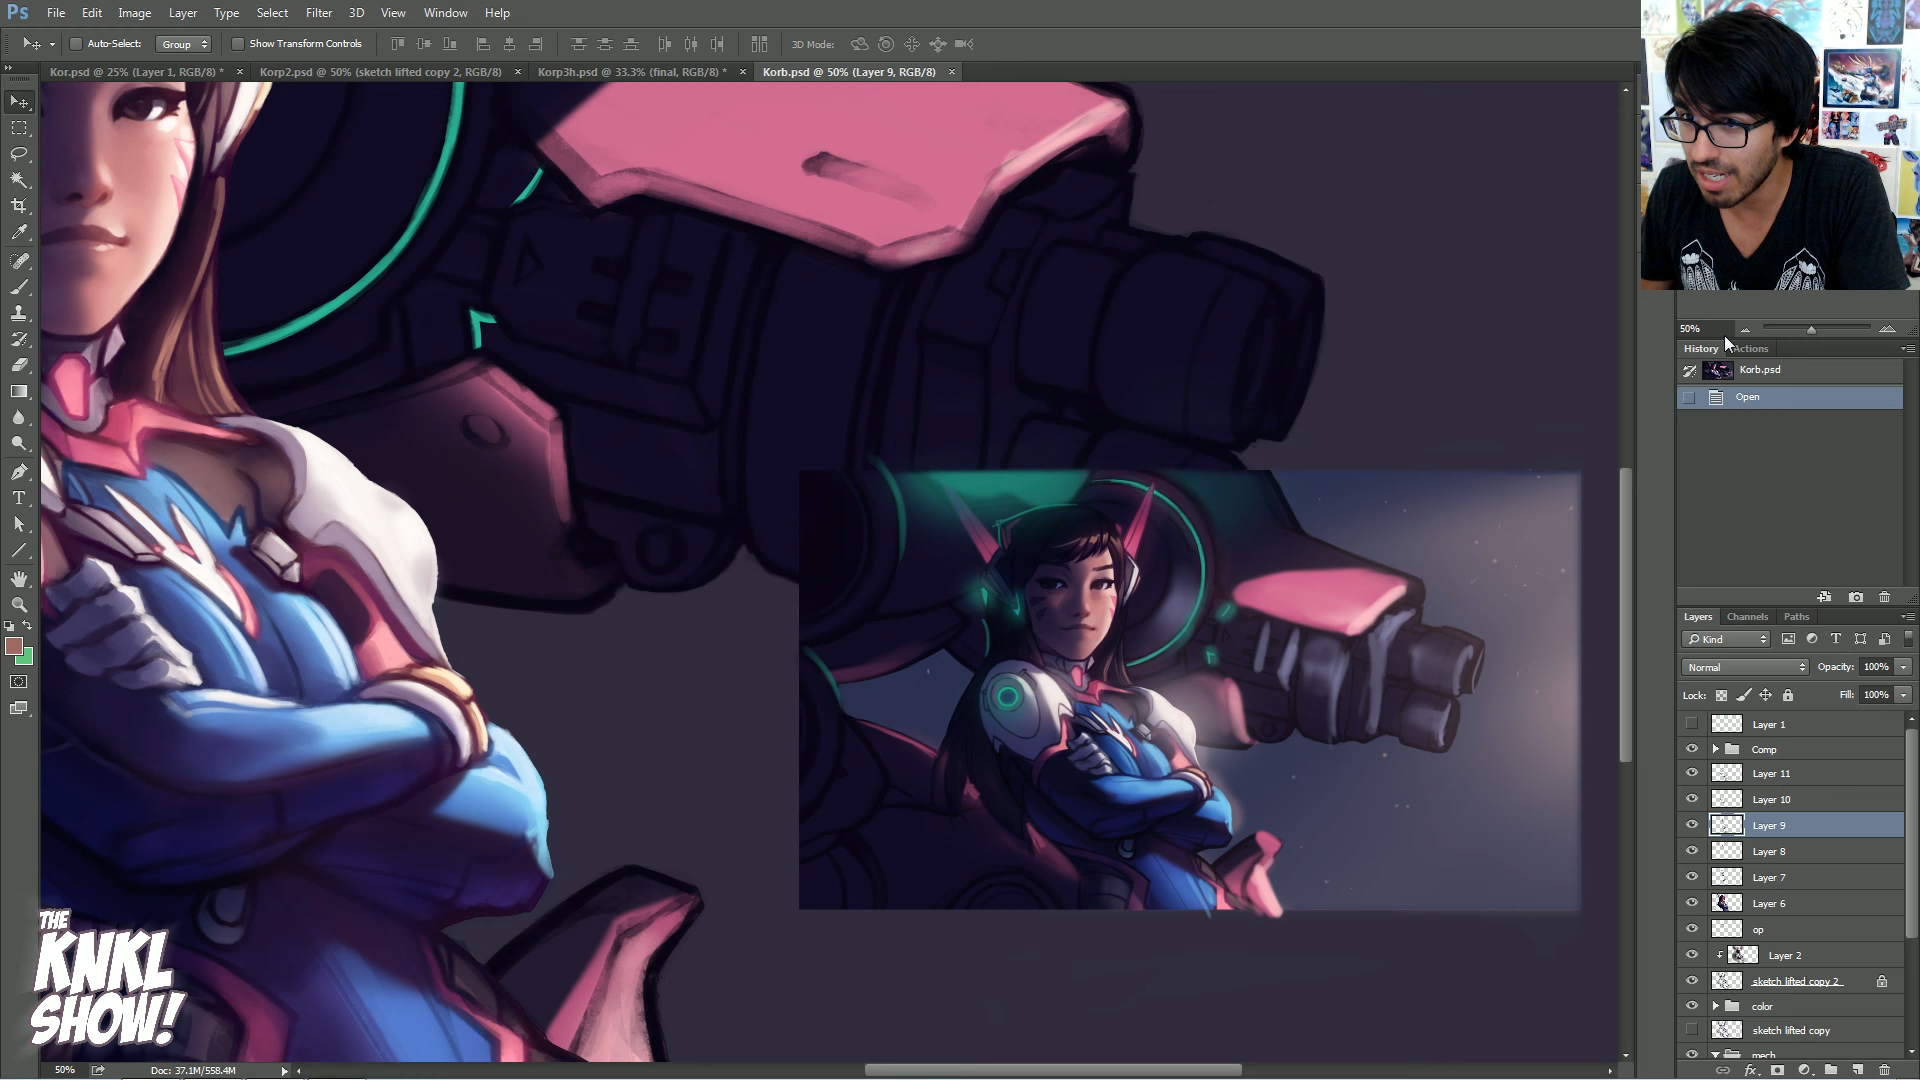 Ps File Edit Image Layer Type Select Filter 3D View Window Help
Auto-Select: Group Show Transform Controls 3D Mode:
Kor.psd @ 25% (Layer 1, RGB/8) * × Korp2.psd @ 50% (sketch lifted copy 2, RGB/8) × Korp3h.psd @ 33.3% (final, RGB/8) * × Korb.psd @ 50% (Layer 9, RGB/8) ×
50%
History Actions
Korb.psd
Open
Layers Channels Paths
Kind
Normal Opacity: 100%
Lock: Fill: 100%
Layer 1
Comp
Layer 11
Layer 10
Layer 9
Layer 8
Layer 7
Layer 6
op
Layer 2
sketch lifted copy 2
color
sketch lifted copy
mech
THE
KNKL
SHOW!
50% Doc: 37.1M/558.4M